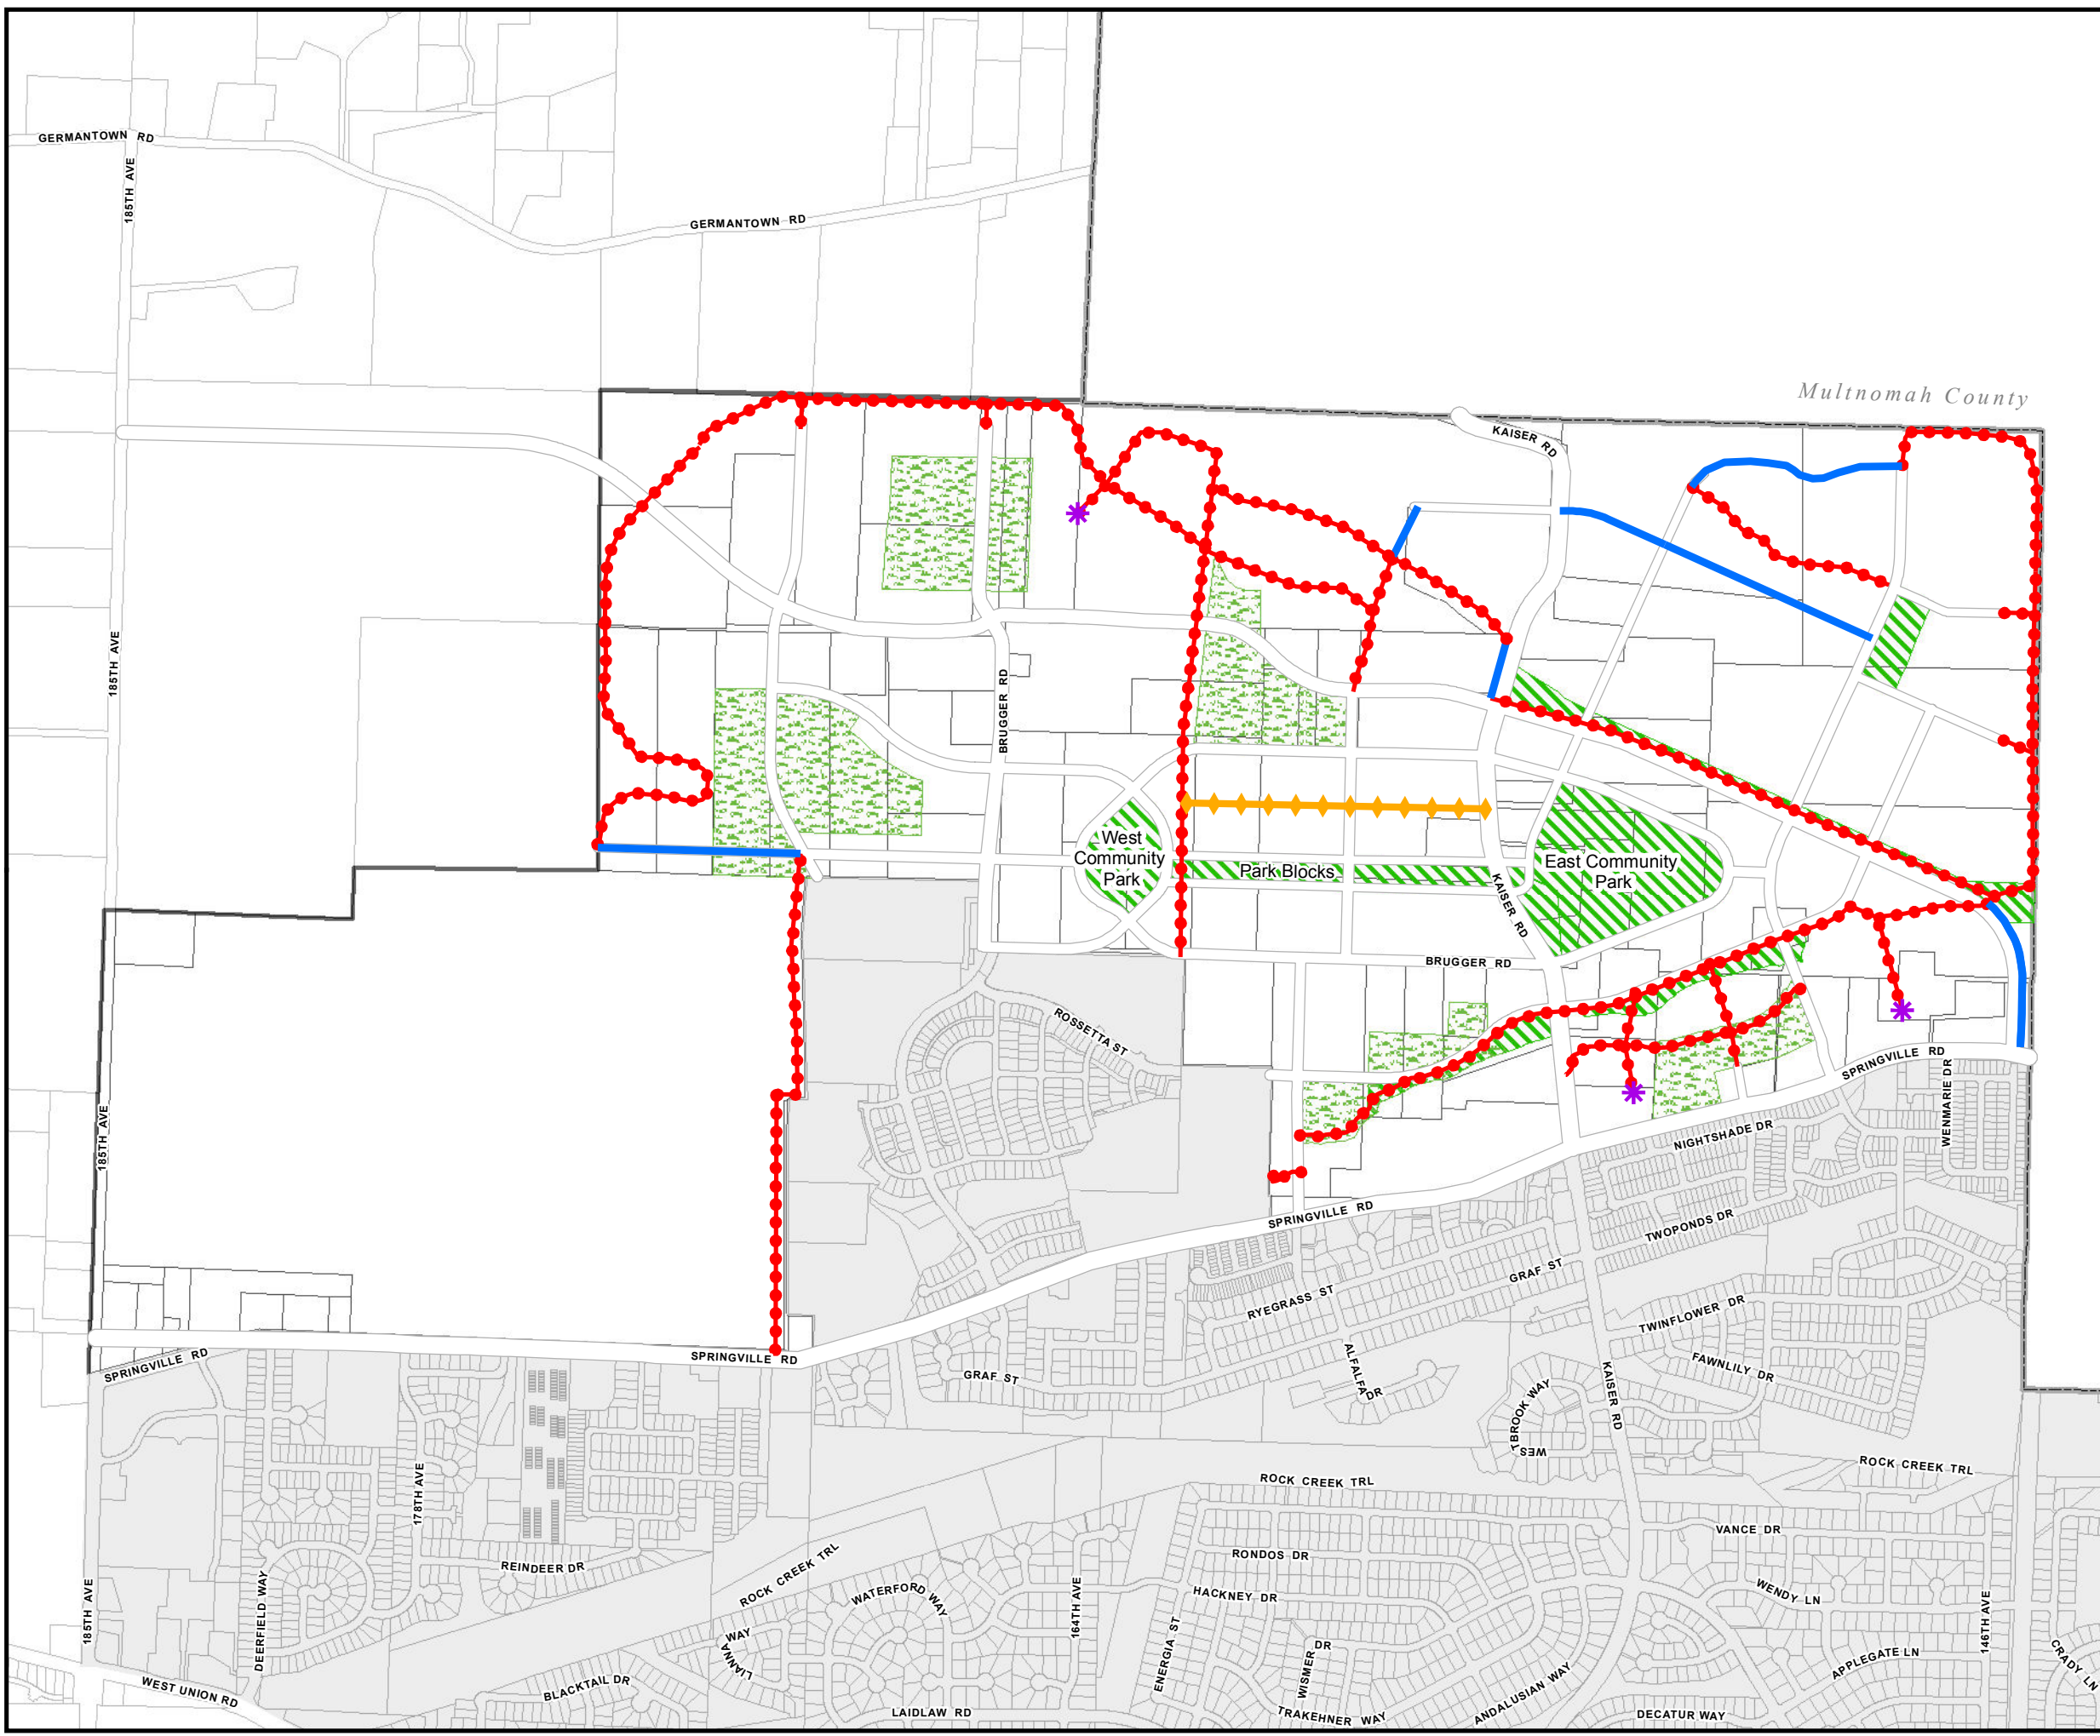 GERMANTOWN RD
185TH AVE
GERMANTOWN RD
Multnomah County
KAISER RD
185TH AVE
BRUGGER RD
West
Community
Park
Park Blocks
East Community
Park
KAISER RD
BRUGGER RD
ROSSETTA ST
SPRINGVILLE RD
WENMARIE DR
185TH AVE
NIGHTSHADE DR
SPRINGVILLE RD
TWOPONDS DR
GRAF ST
RYEGRASS ST
TWINFLOWER DR
SPRINGVILLE RD
SPRINGVILLE RD
GRAF ST
ALFALFA DR
FAWNLILY DR
KAISER RD
WESTBROOK WAY
ROCK CREEK TRL
ROCK CREEK TRL
178TH AVE
VANCE DR
RONDOS DR
REINDEER DR
ROCK CREEK TRL
WATERFORD WAY
HACKNEY DR
WENDY LN
164TH AVE
185TH AVE
DEERFIELD WAY
146TH AVE
LIANNA WAY
ENERGIA ST
WISMER DR
APPLEGATE LN
CRADY LN
WEST UNION RD
BLACKTAIL DR
ANDALUSIAN WAY
LAIDLAW RD
TRAKEHNER WAY
DECATUR WAY